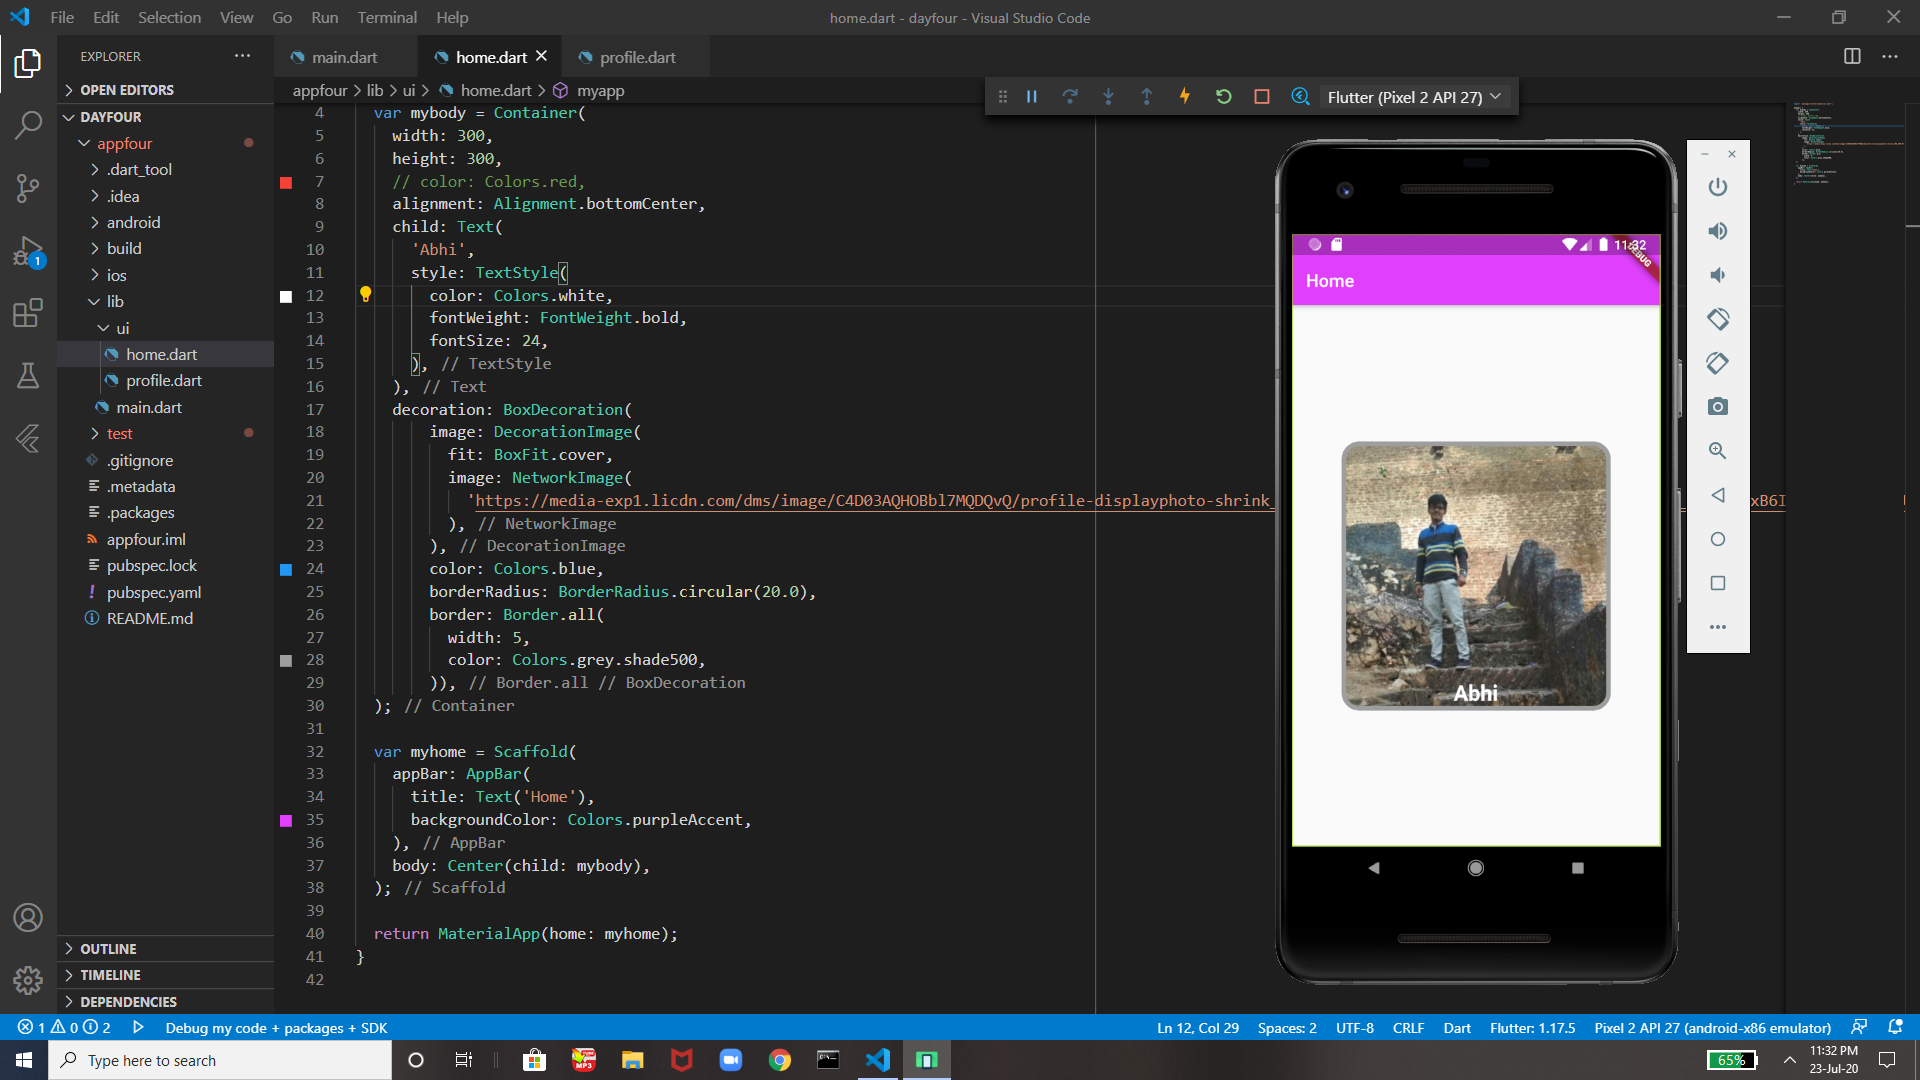 File Edit Selection View Go Run Terminal Help
home.dart - dayfour - Visual Studio Code
EXPLORER
main.dart
home.dart
profile.dart
OPEN EDITORS
appfour > lib > ui > home.dart > myapp
Flutter (Pixel 2 API 27)
DAYFOUR
appfour
.dart_tool
.idea
android
build
ios
lib
ui
home.dart
profile.dart
main.dart
test
.gitignore
.metadata
.packages
appfour.iml
pubspec.lock
pubspec.yaml
README.md
OUTLINE
TIMELINE
DEPENDENCIES
1
4 var mybody = Container(
5 width: 300,
6 height: 300,
7 // color: Colors.red,
8 alignment: Alignment.bottomCenter,
9 child: Text(
10 'Abhi',
11 style: TextStyle(
12 color: Colors.white,
13 fontWeight: FontWeight.bold,
14 fontSize: 24,
15 ), // TextStyle
16 ), // Text
17 decoration: BoxDecoration(
18 image: DecorationImage(
19 fit: BoxFit.cover,
20 image: NetworkImage(
21 'https://media-exp1.licdn.com/dms/image/C4D03AQHOBbl7MQDQvQ/profile-displayphoto-shrink_ xB6I
22 ), // NetworkImage
23 ), // DecorationImage
24 color: Colors.blue,
25 borderRadius: BorderRadius.circular(20.0),
26 border: Border.all(
27 width: 5,
28 color: Colors.grey.shade500,
29 )), // Border.all // BoxDecoration
30 ); // Container
31
32 var myhome = Scaffold(
33 appBar: AppBar(
34 title: Text('Home'),
35 backgroundColor: Colors.purpleAccent,
36 ), // AppBar
37 body: Center(child: mybody),
38 ); // Scaffold
39
40 return MaterialApp(home: myhome);
41 }
42
11:32
DEBUG
Home
Abhi
1 0 2 Debug my code + packages + SDK
Ln 12, Col 29 Spaces: 2 UTF-8 CRLF Dart Flutter: 1.17.5 Pixel 2 API 27 (android-x86 emulator)
Type here to search
MP3
65%
11:32 PM
23-Jul-20